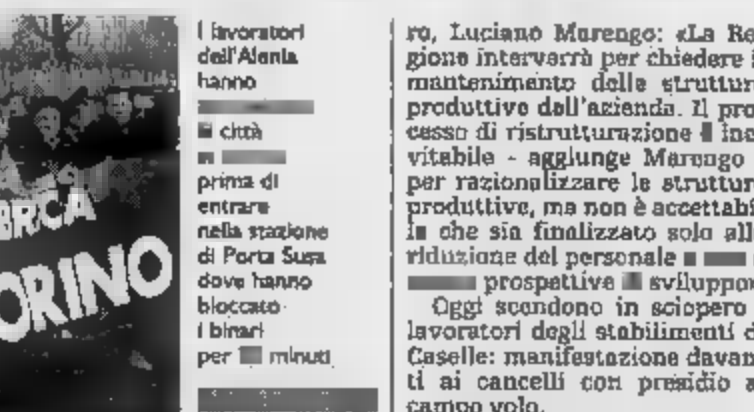 BRCA
ORINO
I lavoratori
dell'Alenia
hanno
città
prima di
entrare
nella stazione
di Porta Susa
dove hanno
bloccato
i binari
per minuti
ro, Luciano Marengo: «La Re
gione interverrà per chiedere
mantenimento delle struttur
produttive dell'azienda. Il pro
cesso di ristrutturazione ine
vitabile - aggiunge Marengo
per razionalizzare le struttur
produttive, ma non è accettabi
le che sia finalizzato solo all
riduzione del personale
prospettive sviluppo
Oggi scendono in sciopero
lavoratori degli stabilimenti d
Caselle: manifestazione davan
ti ai cancelli con presidio a
campo volo.